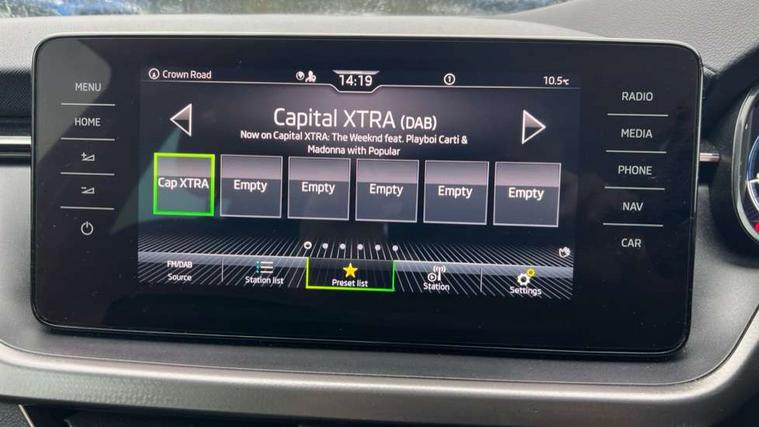 Crown Road
14:19
1
10.5°C
MENU
HOME
RADIO
MEDIA
PHONE
NAV
CAR
Capital XTRA (DAB)
Now on Capital XTRA: The Weeknd feat. Playboi Carti &
Madonna with Popular
Cap XTRA
Empty
Empty
Empty
Empty
Empty
FM/DAB
Source
Station list
Preset list
Station
Settings